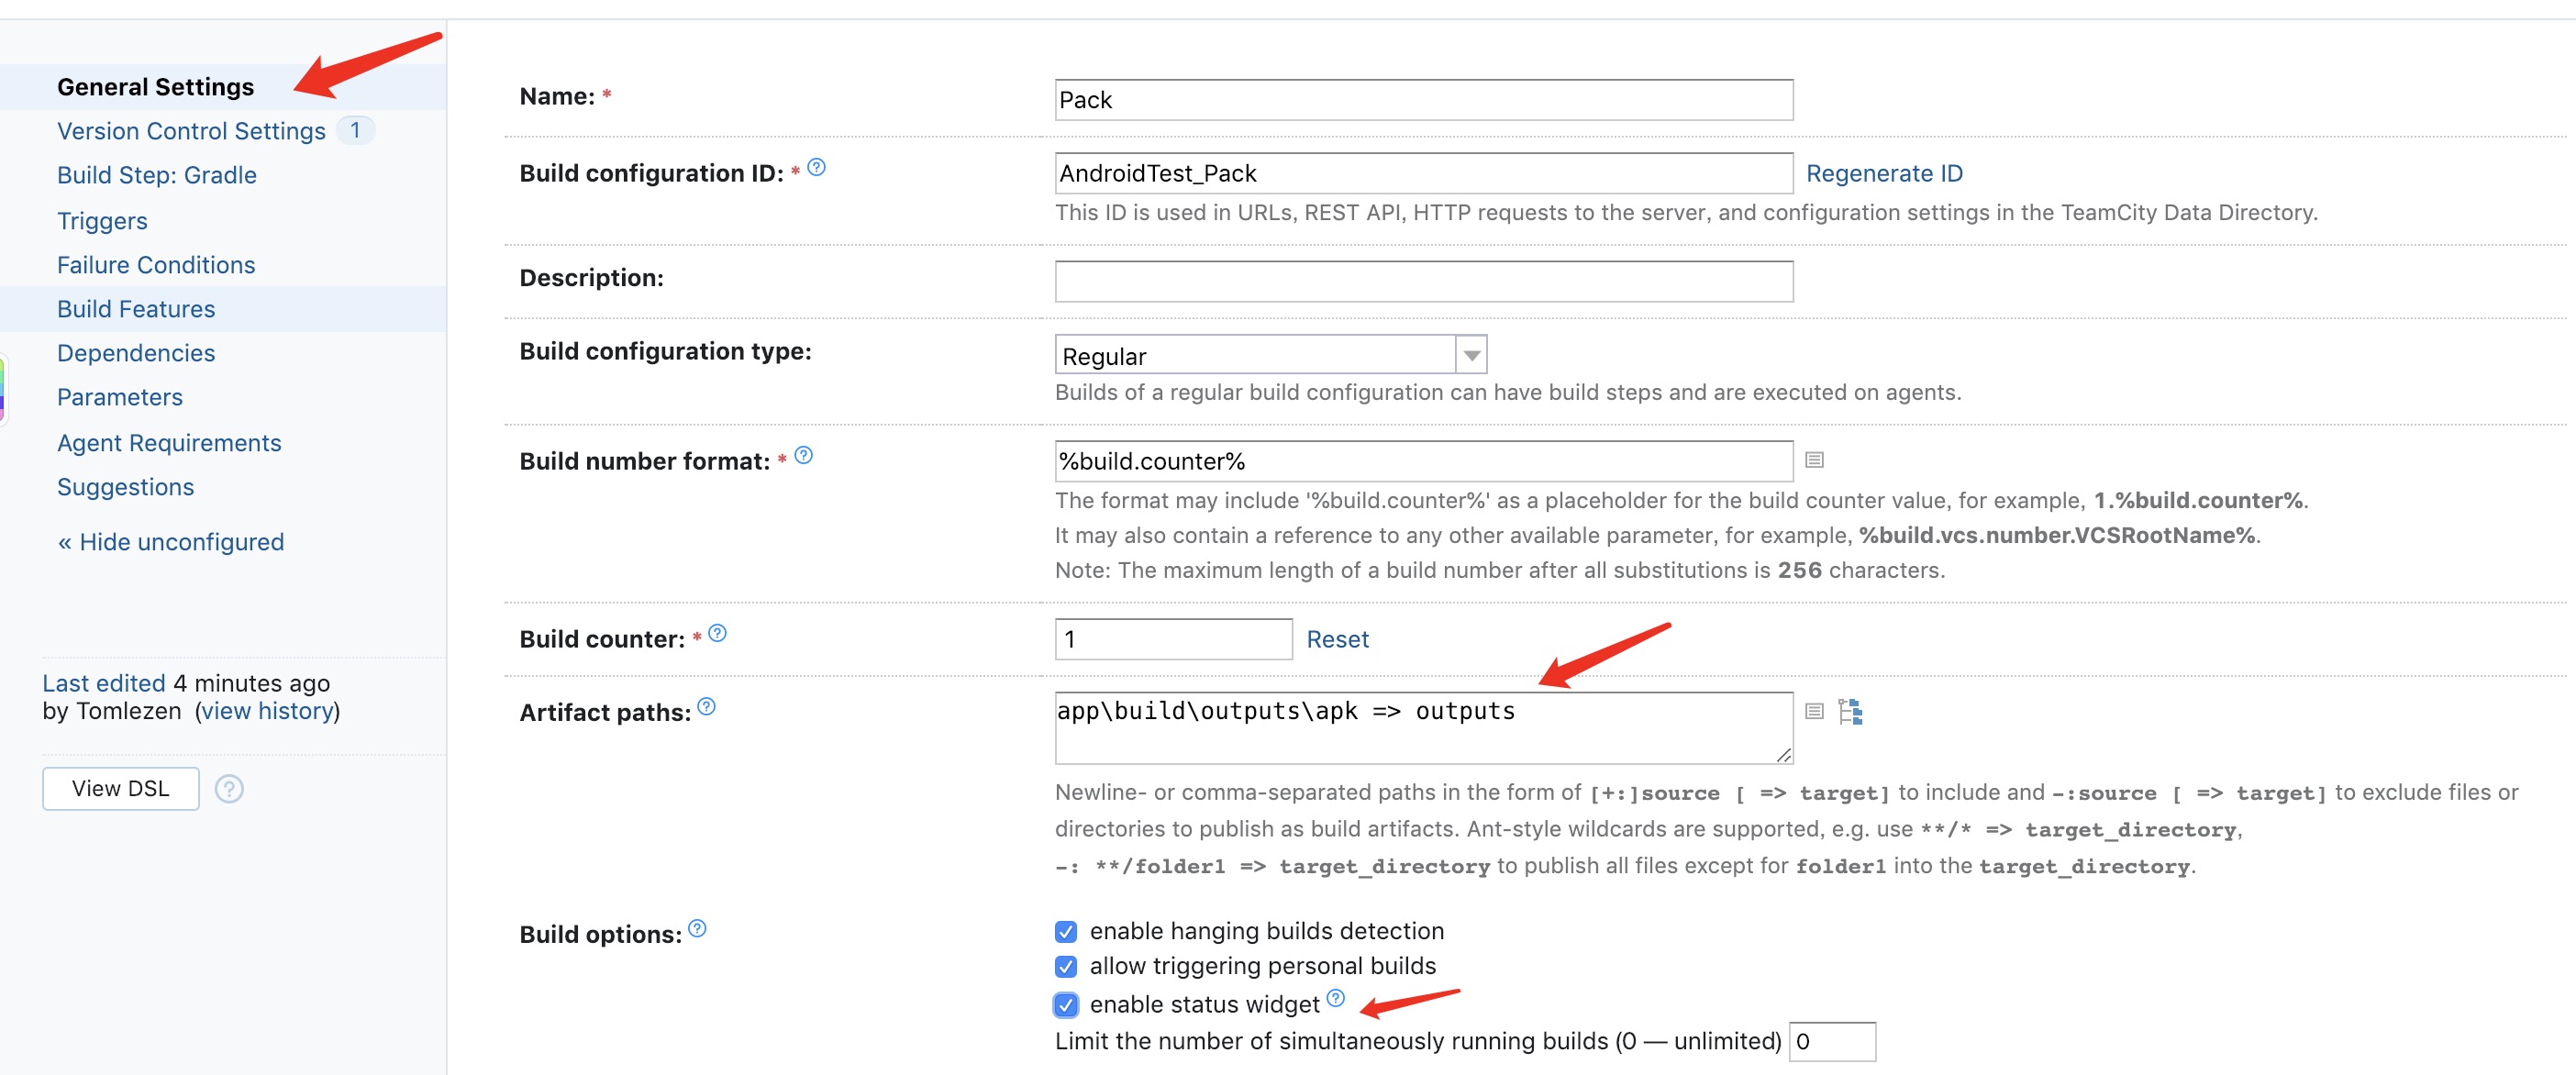 General Settings
Version Control Settings 1
Build Step: Gradle
Triggers
Failure Conditions
Build Features
Dependencies
Parameters
Agent Requirements
Suggestions
« Hide unconfigured
Last edited 4 minutes ago
by Tomlezen (view history)
View DSL ?
Name: *
Pack
Build configuration ID: * ?
AndroidTest_Pack Regenerate ID
This ID is used in URLs, REST API, HTTP requests to the server, and configuration settings in the TeamCity Data Directory.
Description:
Build configuration type:
Regular
Builds of a regular build configuration can have build steps and are executed on agents.
Build number format: * ?
%build.counter%
The format may include '%build.counter%' as a placeholder for the build counter value, for example, 1.%build.counter%.
It may also contain a reference to any other available parameter, for example, %build.vcs.number.VCSRootName%.
Note: The maximum length of a build number after all substitutions is 256 characters.
Build counter: * ?
1 Reset
Artifact paths: ?
app\build\outputs\apk => outputs
Newline- or comma-separated paths in the form of [+:]source [ => target] to include and -:source [ => target] to exclude files or
directories to publish as build artifacts. Ant-style wildcards are supported, e.g. use **/* => target_directory,
-: **/folder1 => target_directory to publish all files except for folder1 into the target_directory.
Build options: ?
enable hanging builds detection
allow triggering personal builds
enable status widget ?
Limit the number of simultaneously running builds (0 — unlimited) 0